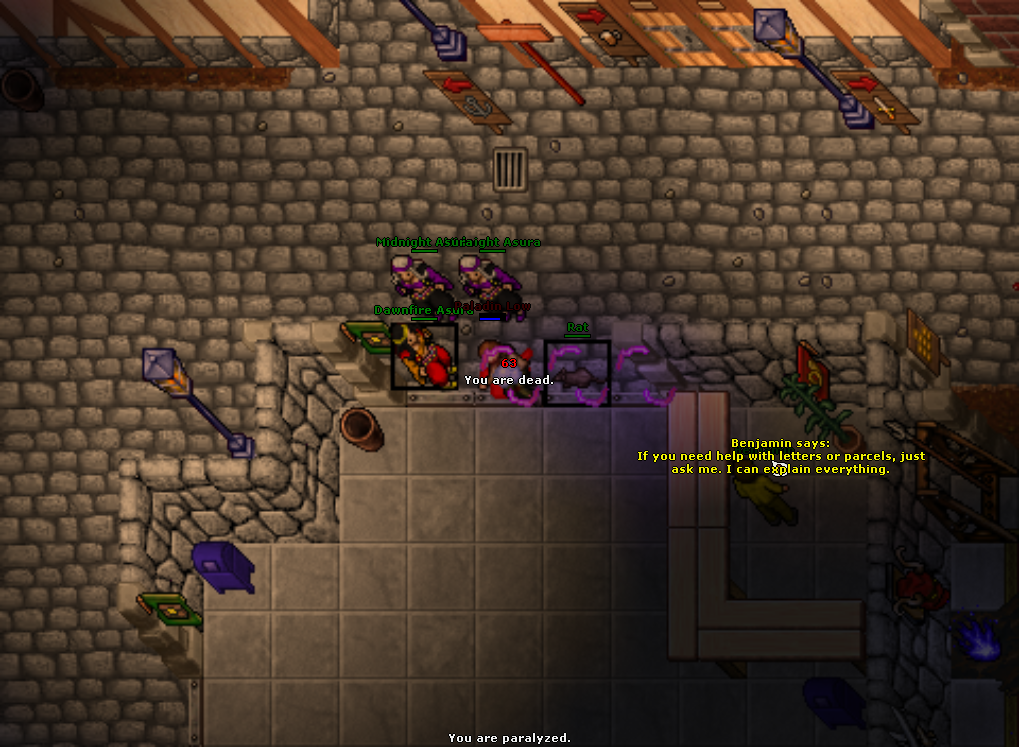 Midnight Asura
Midnight Asura
Dawnfire Asura
Rat
63
You are dead.
Benjamin says:
If you need help with letters or parcels, just
ask me. I can explain everything.
You are paralyzed.